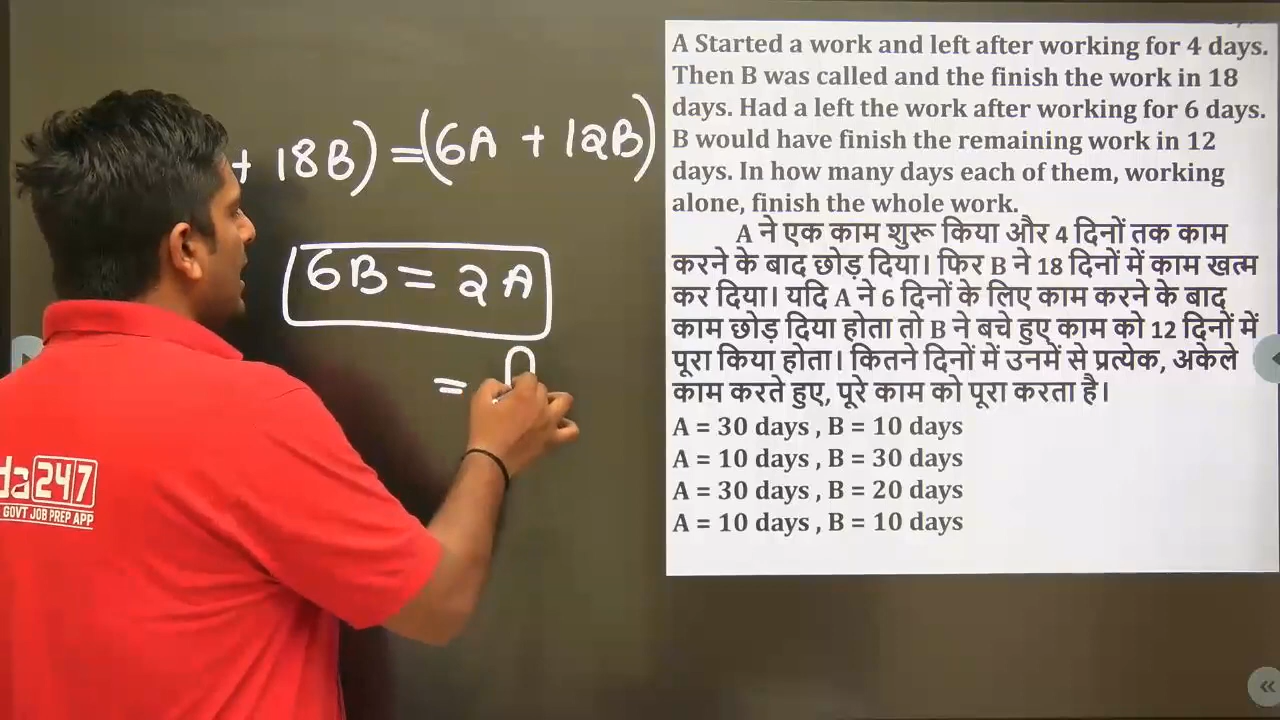 A Started a work and left after working for 4 days.
Then B was called and the finish the work in 18
days. Had a left the work after working for 6 days.
B would have finish the remaining work in 12
days. In how many days each of them, working
alone, finish the whole work.
A ने एक काम शुरू किया और 4 दिनों तक काम
करने के बाद छोड़ दिया। फिर B ने 18 दिनों में काम खत्म
कर दिया। यदि A ने 6 दिनों के लिए काम करने के बाद
काम छोड़ दिया होता तो B ने बचे हुए काम को 12 दिनों में
पूरा किया होता। कितने दिनों में उनमें से प्रत्येक, अकेले
काम करते हुए, पूरे काम को पूरा करता है।
A = 30 days , B = 10 days
A = 10 days , B = 30 days
A = 30 days , B = 20 days
A = 10 days , B = 10 days
+ 18B) = (6A + 12B)
6B = 2A
=
da247
GOVT JOB PREP APP